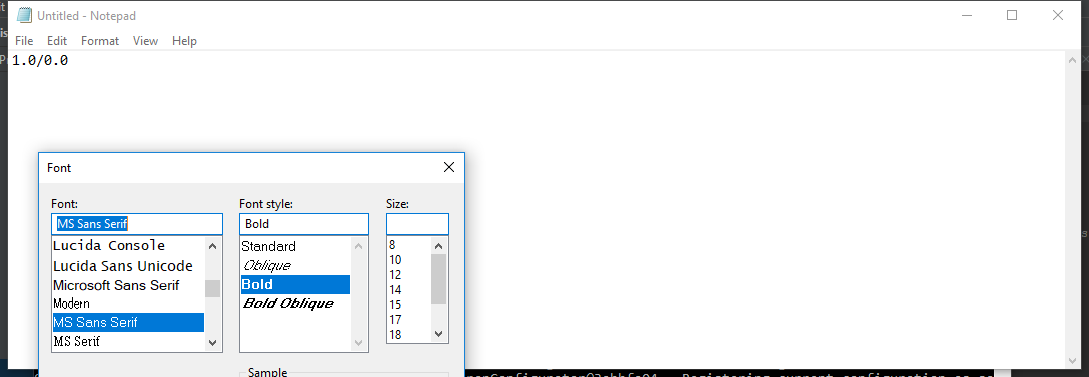 Untitled - Notepad
File Edit Format View Help
1.0/0.0
Font
Font: Font style: Size:
MS Sans Serif Bold
Lucida Console Standard 8
Lucida Sans Unicode Oblique 10
Microsoft Sans Serif Bold 12
Modern Bold Oblique 14
MS Sans Serif 15
MS Serif 17
18
Sample